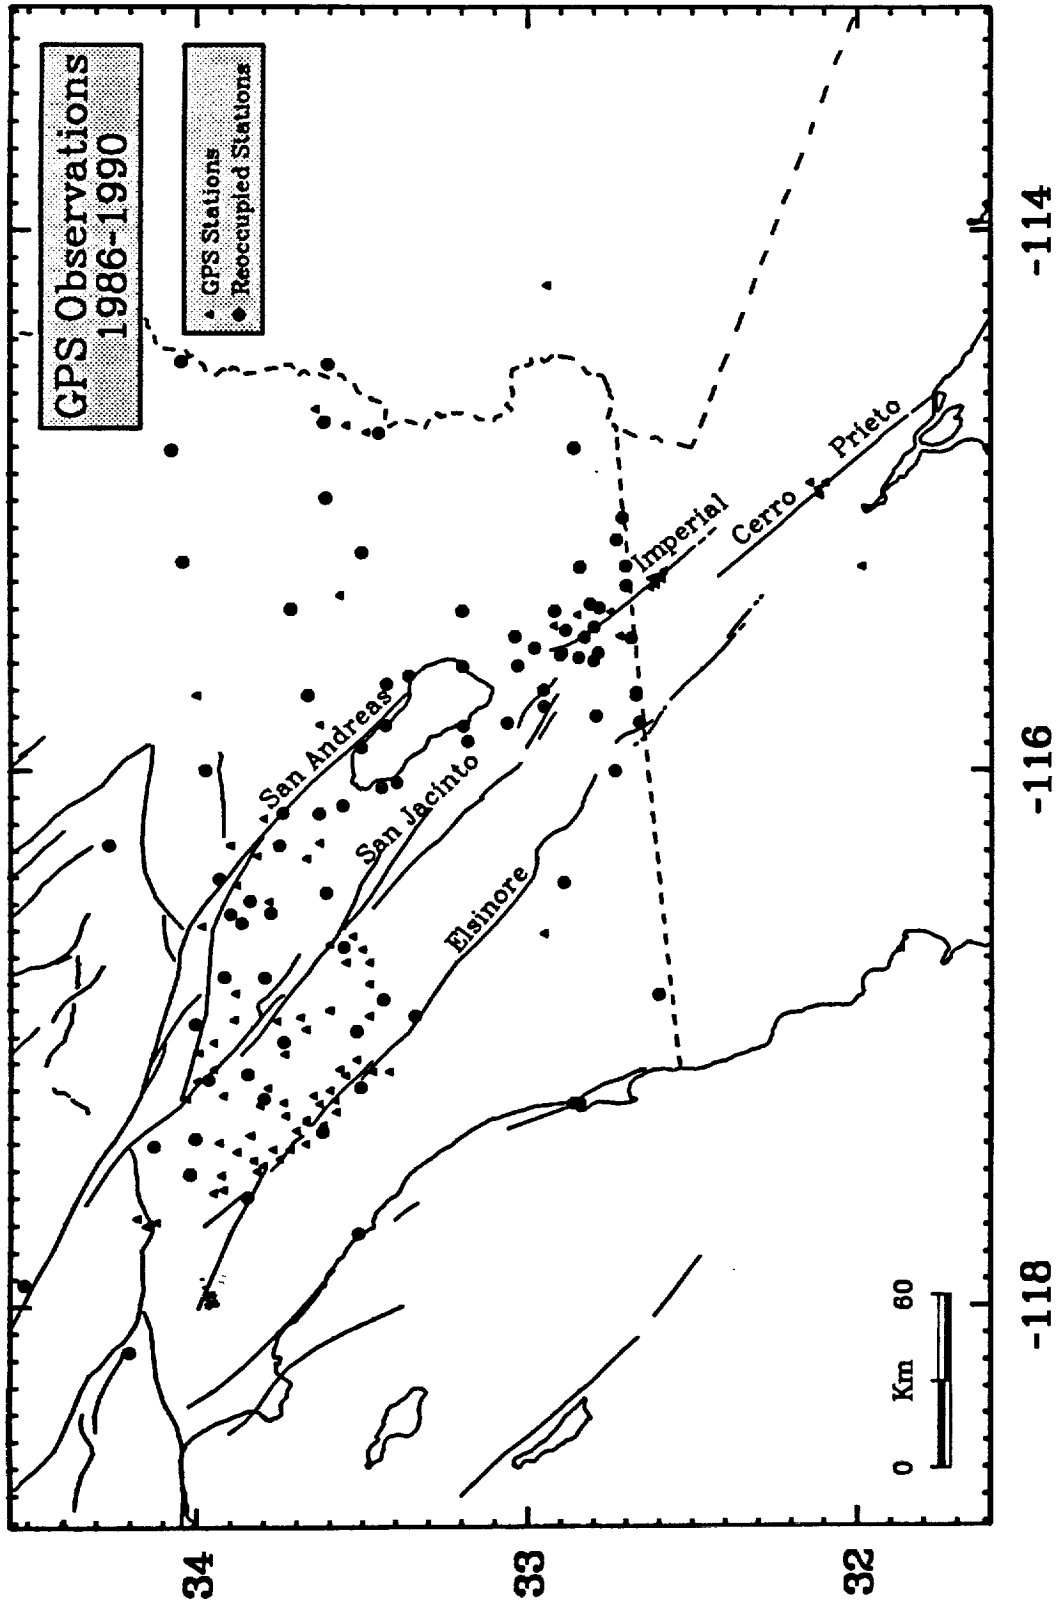 GPS Observations
1986-1990
GPS Stations
Reoccupied Stations
San Andreas
San Jacinto
Elsinore
Imperial
Cerro Prieto
34
33
32
0 Km 60
-118
-116
-114